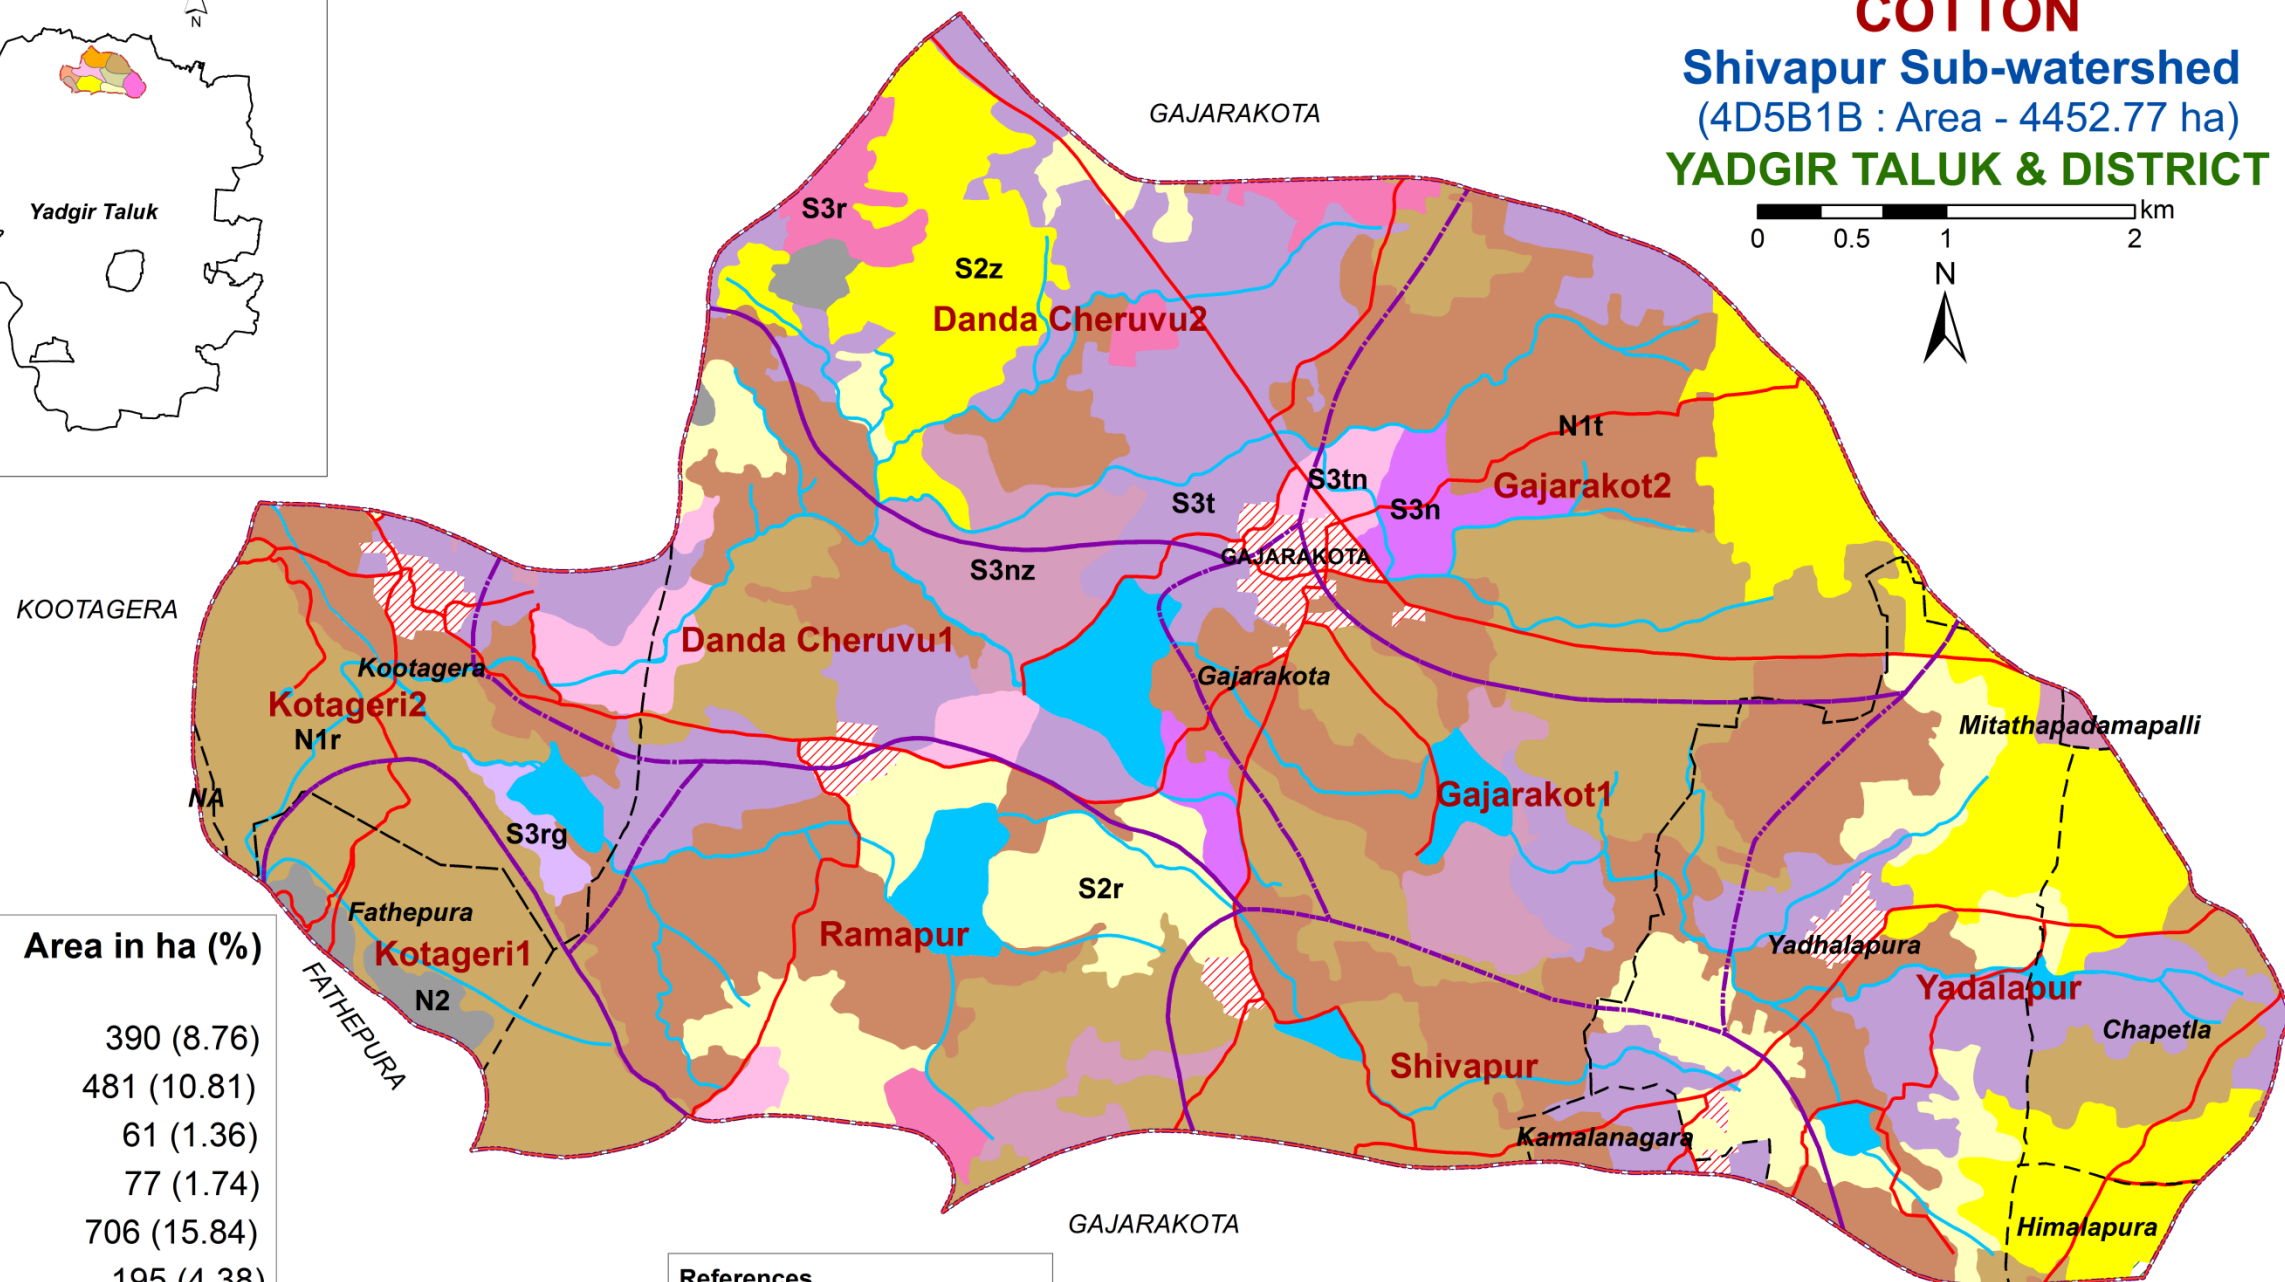 N
Yadgir Taluk
COTTON
Shivapur Sub-watershed
(4D5B1B : Area - 4452.77 ha)
YADGIR TALUK & DISTRICT
km
0 0.5 1 2
N
GAJARAKOTA
S3r
S2z
Danda Cheruvu2
N1t
S3tn
Gajarakot2
S3t
S3n
GAJARAKOTA
S3nz
KOOTAGERA
Danda Cheruvu1
Kootagera
Gajarakota
Kotageri2
N1r
Mitathapadamapalli
NA
Gajarakot1
S3rg
S2r
Fathepura
Ramapur
Kotageri1
Yadhalapura
Yadalapur
N2
FATHEPURA
Chapetla
Shivapur
Kamalanagara
GAJARAKOTA
Himalapura
Area in ha (%)
390 (8.76)
481 (10.81)
61 (1.36)
77 (1.74)
706 (15.84)
195 (4.38)
References